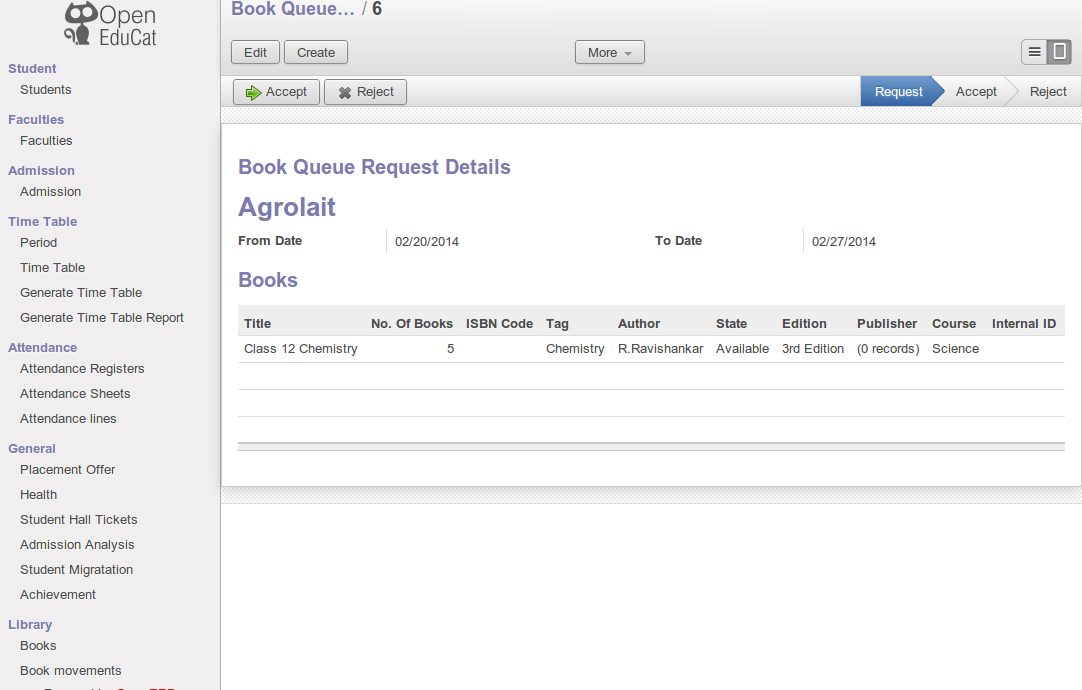 Open
EduCat
Student
Students
Faculties
Faculties
Admission
Admission
Time Table
Period
Time Table
Generate Time Table
Generate Time Table Report
Attendance
Attendance Registers
Attendance Sheets
Attendance lines
General
Placement Offer
Health
Student Hall Tickets
Admission Analysis
Student Migratation
Achievement
Library
Books
Book movements
Book Queue... / 6
Edit Create More
Accept Reject Request Accept Reject
Book Queue Request Details
Agrolait
From Date 02/20/2014 To Date 02/27/2014
Books
Title No. Of Books ISBN Code Tag Author State Edition Publisher Course Internal ID
Class 12 Chemistry 5 Chemistry R.Ravishankar Available 3rd Edition (0 records) Science